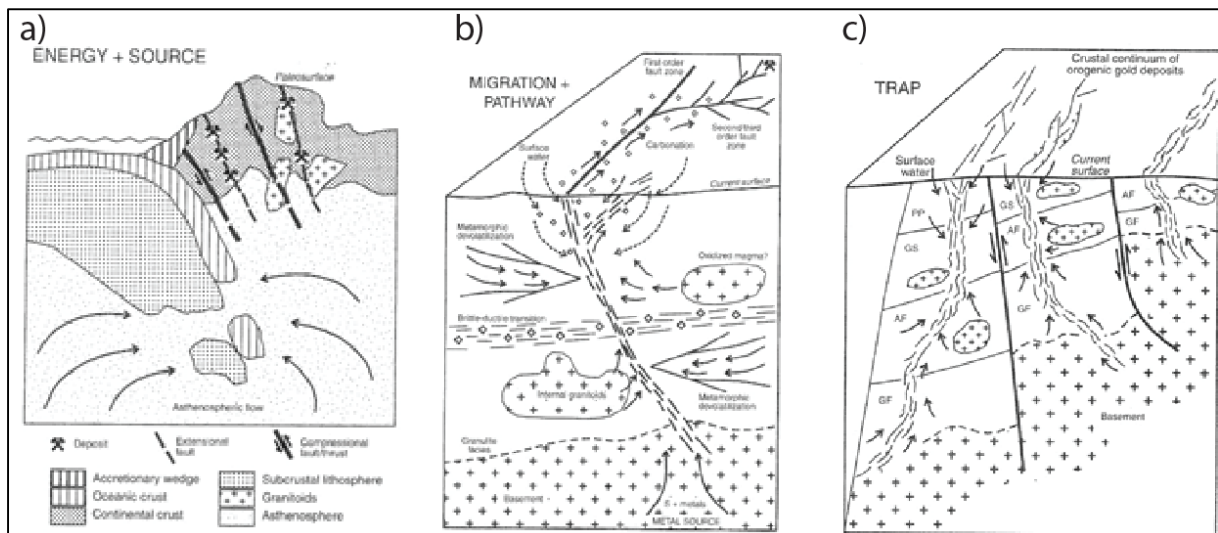 a)
ENERGY + SOURCE
Paleosurface
Asthenospheric flow
Deposit
Extensional
fault
Compressional
fault/thrust
Accretionary wedge
Oceanic crust
Continental crust
Subcrustal lithosphere
Granitoids
Asthenosphere
b)
MIGRATION +
PATHWAY
First-order
fault zone
Surface
water
Carbonation
Second/third
order fault
zone
Current surface
Metamorphic
devolatilization
Oxidized magma?
Brittle-ductile transition
Internal granitoids
Metamorphic
devolatilization
Granulite
facies
Basement
S + metals
METAL SOURCE
c)
TRAP
Crustal continuum of
orogenic gold deposits
Surface
water
Current
surface
PP
GS
AF
GF
GS
AF
GF
AF
GF
Basement